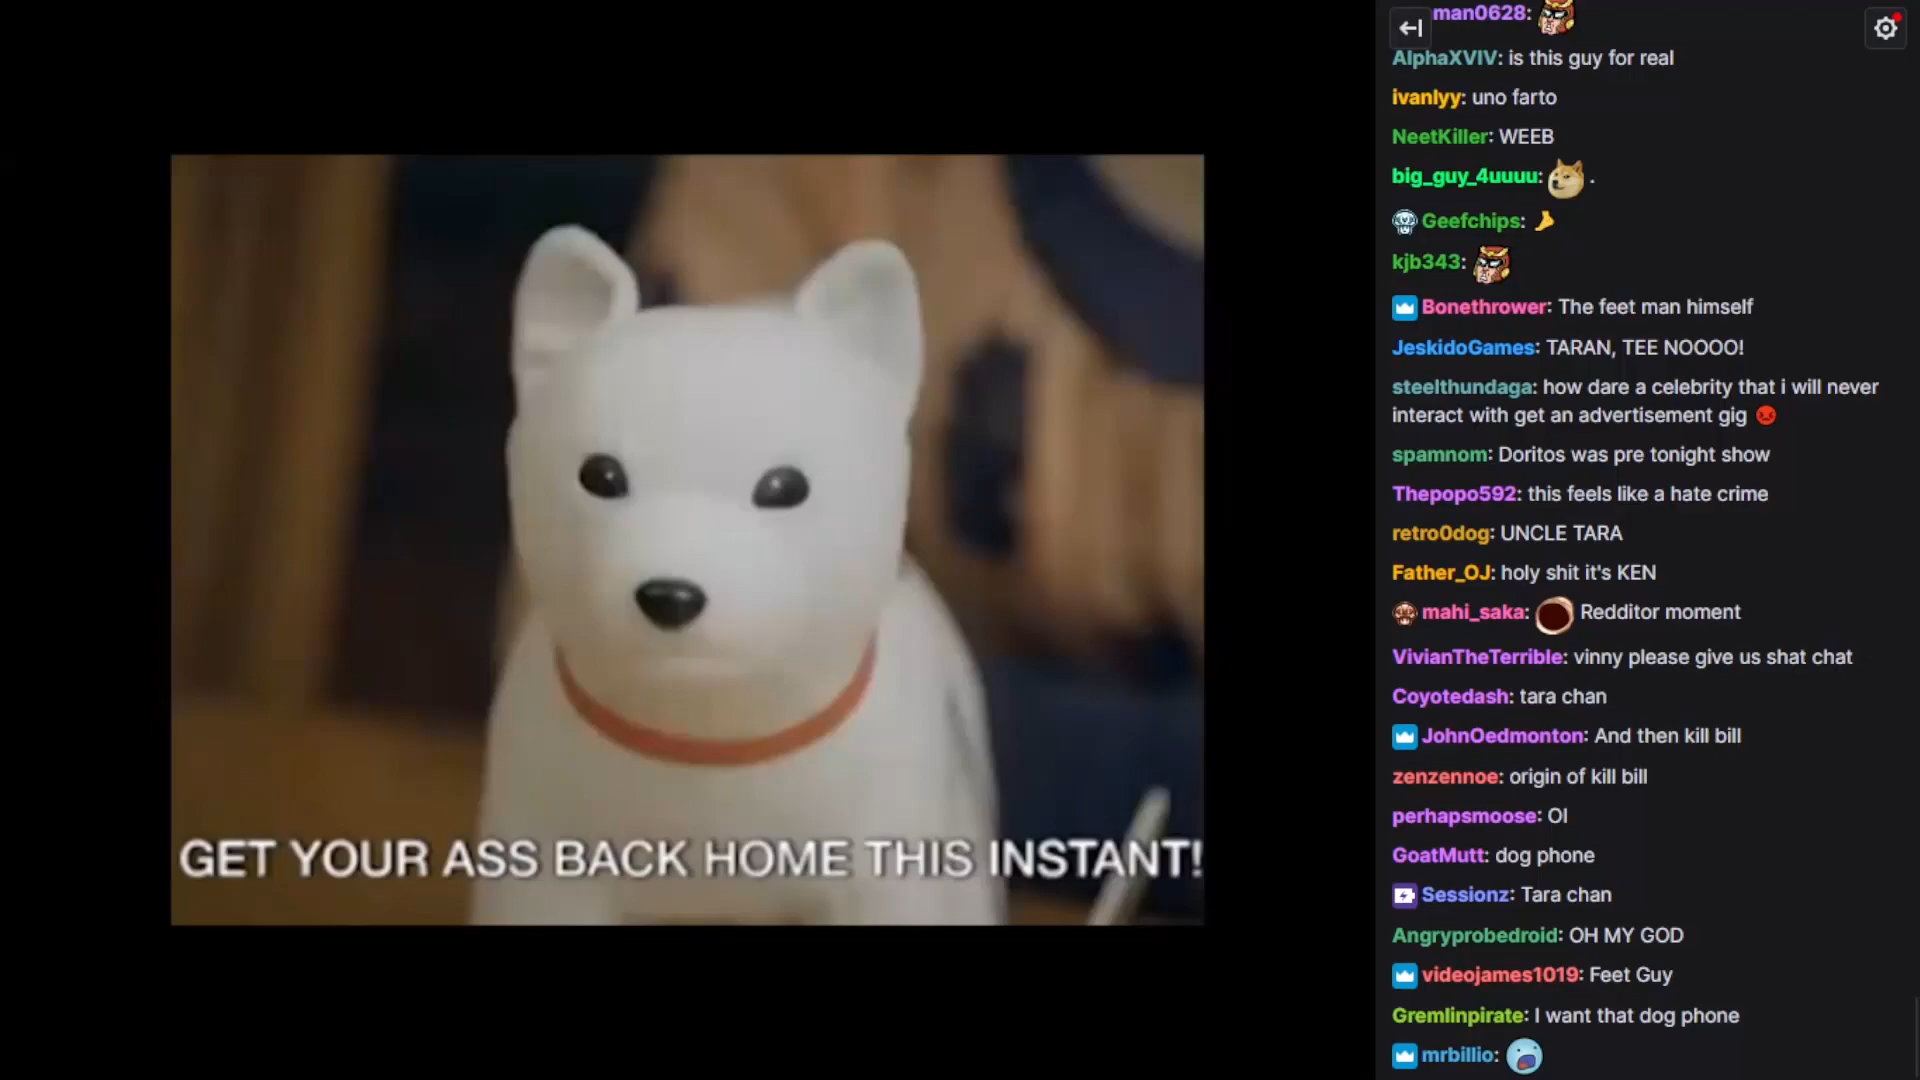 GET YOUR ASS BACK HOME THIS INSTANT!
man0628:
AlphaXVIV: is this guy for real
ivanlyy: uno farto
NeetKiller: WEEB
big_guy_4uuuu: .
Geefchips:
kjb343:
Bonethrower: The feet man himself
JeskidoGames: TARAN, TEE NOOOO!
steelthundaga: how dare a celebrity that i will never
interact with get an advertisement gig
spamnom: Doritos was pre tonight show
Thepopo592: this feels like a hate crime
retro0dog: UNCLE TARA
Father_OJ: holy shit it's KEN
mahi_saka: Redditor moment
VivianTheTerrible: vinny please give us shat chat
Coyotedash: tara chan
JohnOedmonton: And then kill bill
zenzennoe: origin of kill bill
perhapsmoose: OI
GoatMutt: dog phone
Sessionz: Tara chan
Angryprobedroid: OH MY GOD
videojames1019: Feet Guy
Gremlinpirate: I want that dog phone
mrbillio: